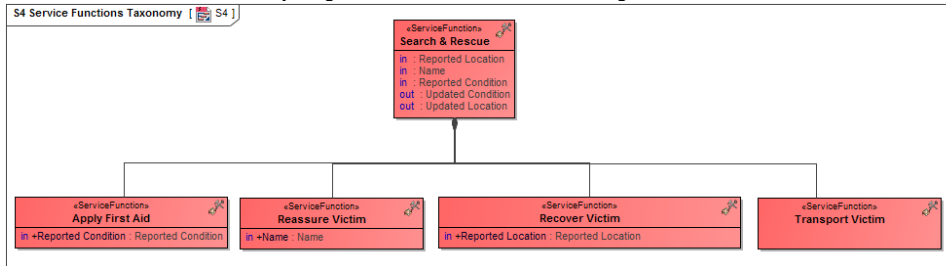 S4 Service Functions Taxonomy [ S4 ]
«ServiceFunction»
Search & Rescue
in : Reported Location
in : Name
in : Reported Condition
out : Updated Condition
out : Updated Location
«ServiceFunction»
Apply First Aid
in +Reported Condition : Reported Condition
«ServiceFunction»
Reassure Victim
in +Name : Name
«ServiceFunction»
Recover Victim
in +Reported Location : Reported Location
«ServiceFunction»
Transport Victim